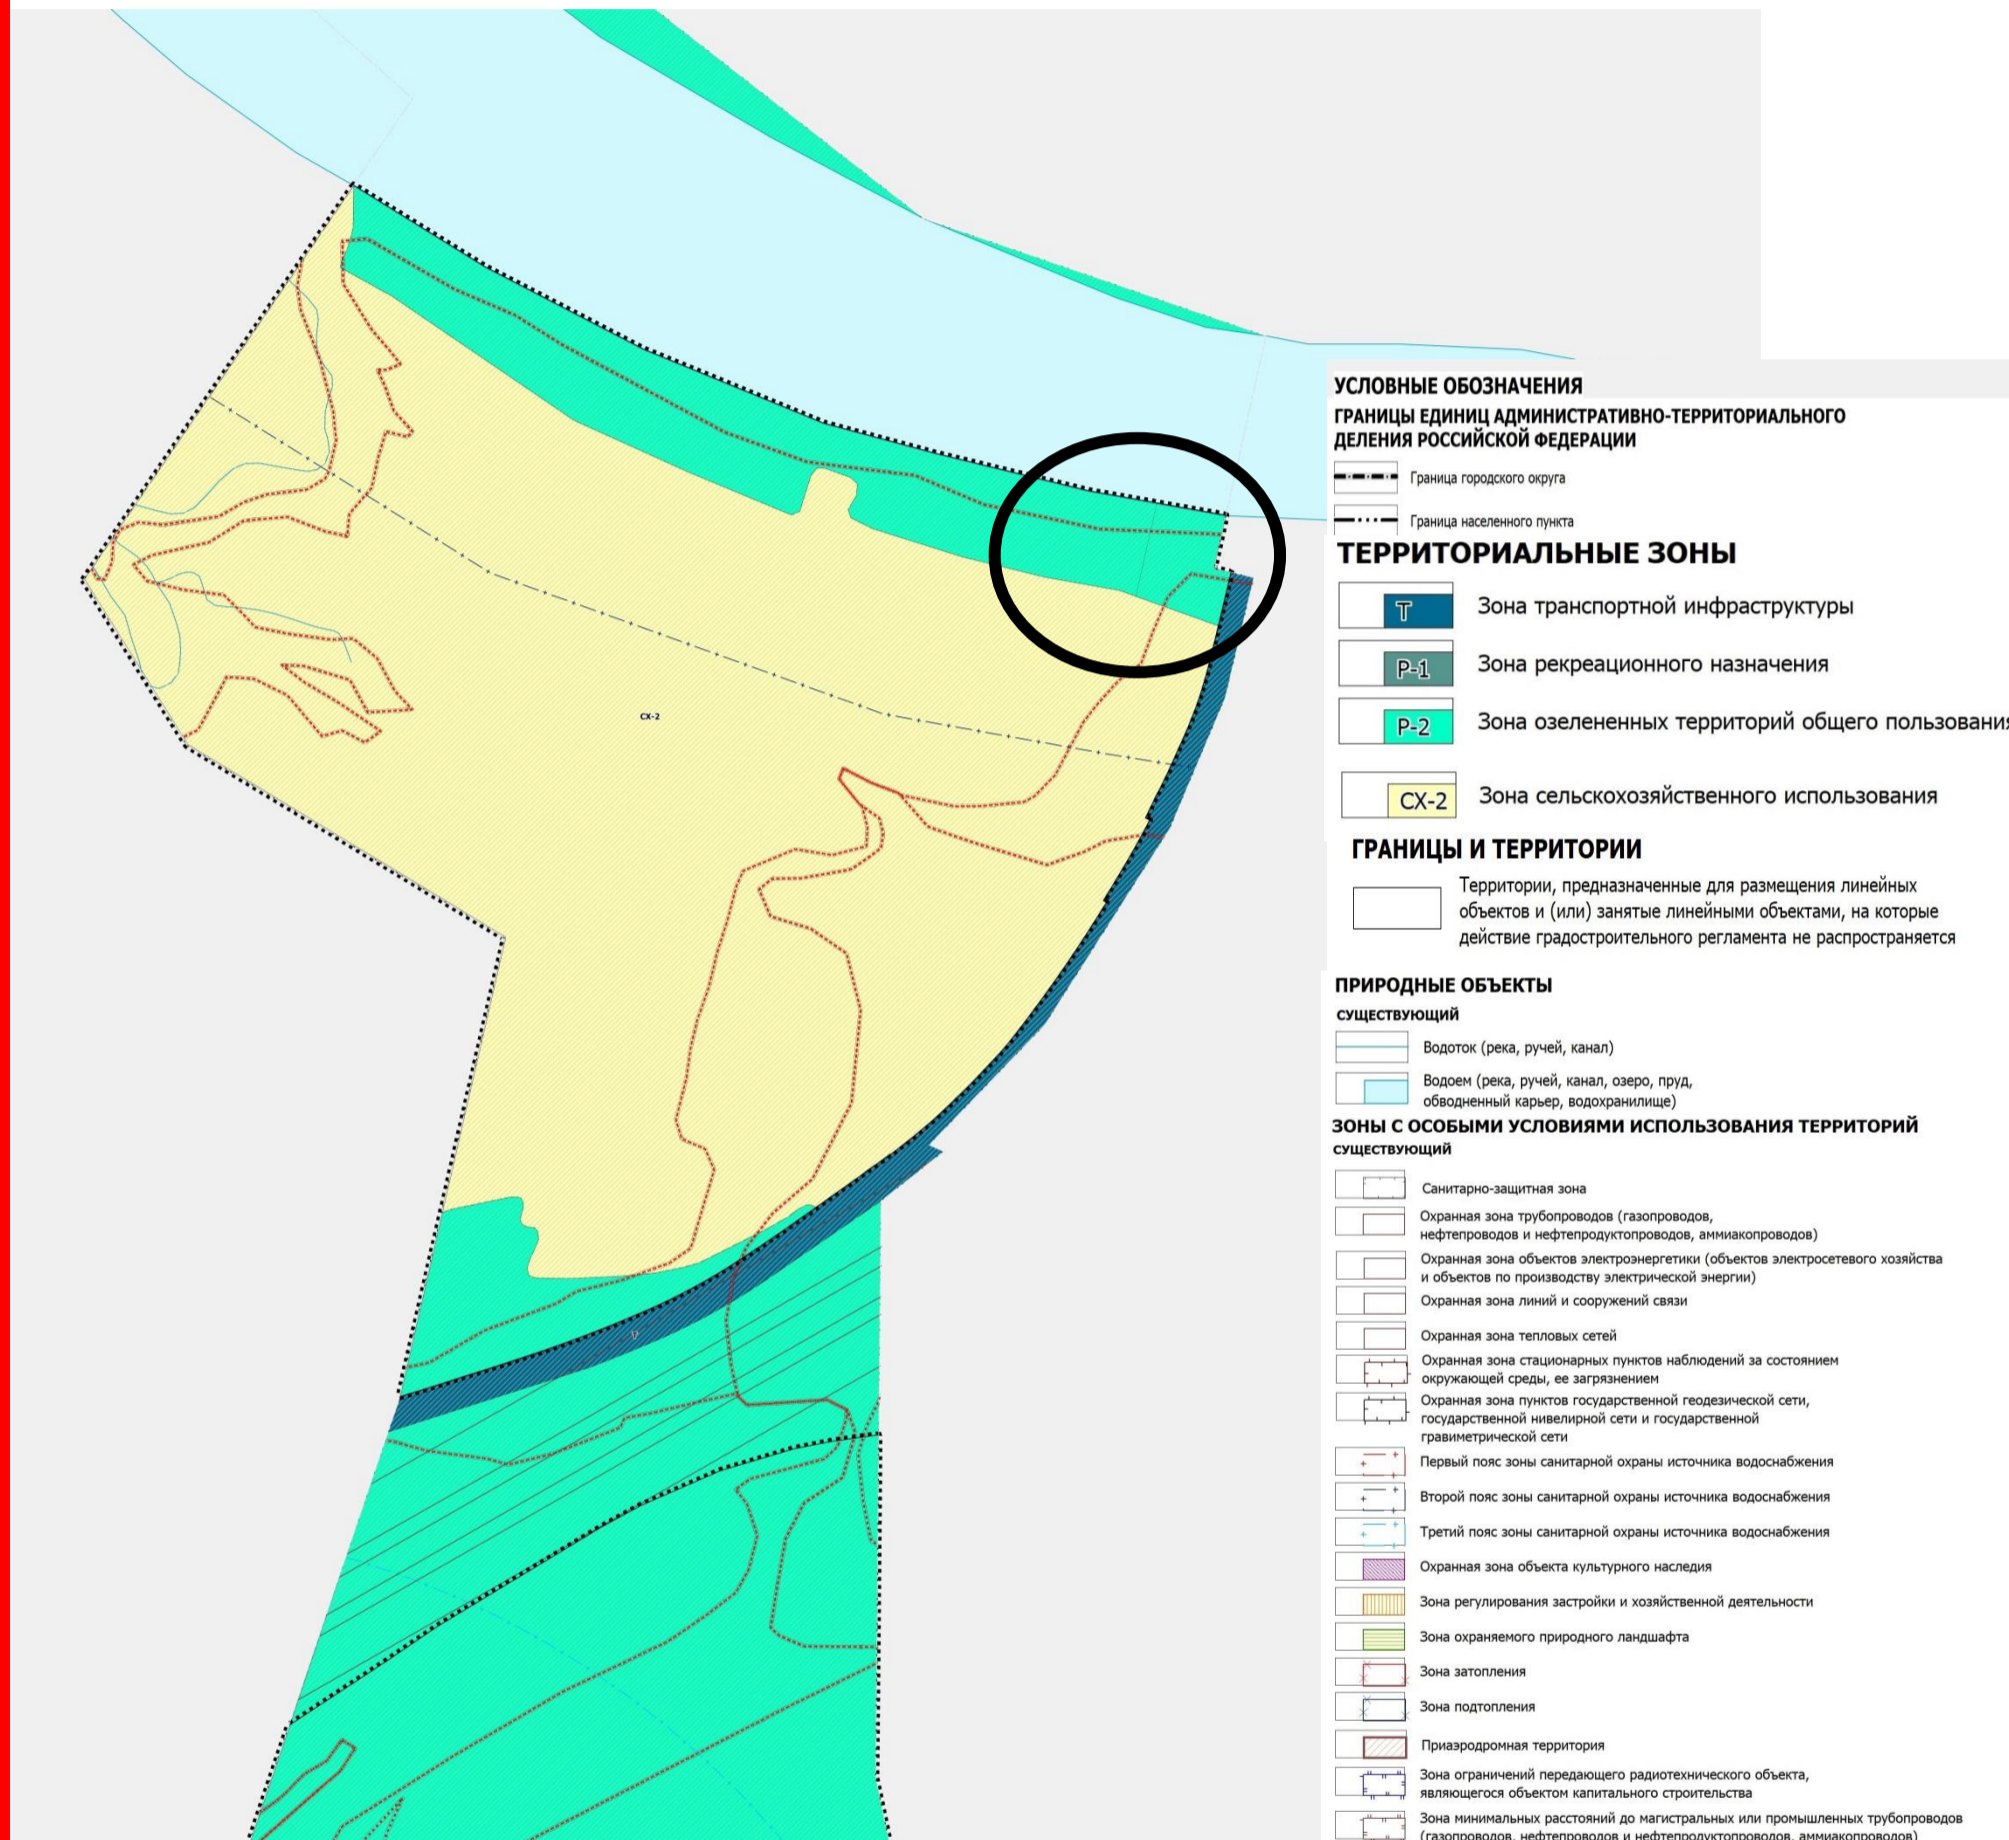 СХ-2
Т
УСЛОВНЫЕ ОБОЗНАЧЕНИЯ
ГРАНИЦЫ ЕДИНИЦ АДМИНИСТРАТИВНО-ТЕРРИТОРИАЛЬНОГО
ДЕЛЕНИЯ РОССИЙСКОЙ ФЕДЕРАЦИИ
Граница городского округа
Граница населенного пункта
ТЕРРИТОРИАЛЬНЫЕ ЗОНЫ
Т Зона транспортной инфраструктуры
Р-1 Зона рекреационного назначения
Р-2 Зона озелененных территорий общего пользования
СХ-2 Зона сельскохозяйственного использования
ГРАНИЦЫ И ТЕРРИТОРИИ
Территории, предназначенные для размещения линейных
объектов и (или) занятые линейными объектами, на которые
действие градостроительного регламента не распространяется
ПРИРОДНЫЕ ОБЪЕКТЫ
СУЩЕСТВУЮЩИЙ
Водоток (река, ручей, канал)
Водоем (река, ручей, канал, озеро, пруд,
обводненный карьер, водохранилище)
ЗОНЫ С ОСОБЫМИ УСЛОВИЯМИ ИСПОЛЬЗОВАНИЯ ТЕРРИТОРИЙ
СУЩЕСТВУЮЩИЙ
Санитарно-защитная зона
Охранная зона трубопроводов (газопроводов,
нефтепроводов и нефтепродуктопроводов, аммиакопроводов)
Охранная зона объектов электроэнергетики (объектов электросетевого хозяйства
и объектов по производству электрической энергии)
Охранная зона линий и сооружений связи
Охранная зона тепловых сетей
Охранная зона стационарных пунктов наблюдений за состоянием
окружающей среды, ее загрязнением
Охранная зона пунктов государственной геодезической сети,
государственной нивелирной сети и государственной
гравиметрической сети
Первый пояс зоны санитарной охраны источника водоснабжения
Второй пояс зоны санитарной охраны источника водоснабжения
Третий пояс зоны санитарной охраны источника водоснабжения
Охранная зона объекта культурного наследия
Зона регулирования застройки и хозяйственной деятельности
Зона охраняемого природного ландшафта
Зона затопления
Зона подтопления
Приаэродромная территория
Зона ограничений передающего радиотехнического объекта,
являющегося объектом капитального строительства
Зона минимальных расстояний до магистральных или промышленных трубопроводов
(газопроводов, нефтепроводов и нефтепродуктопроводов, аммиакопроводов)